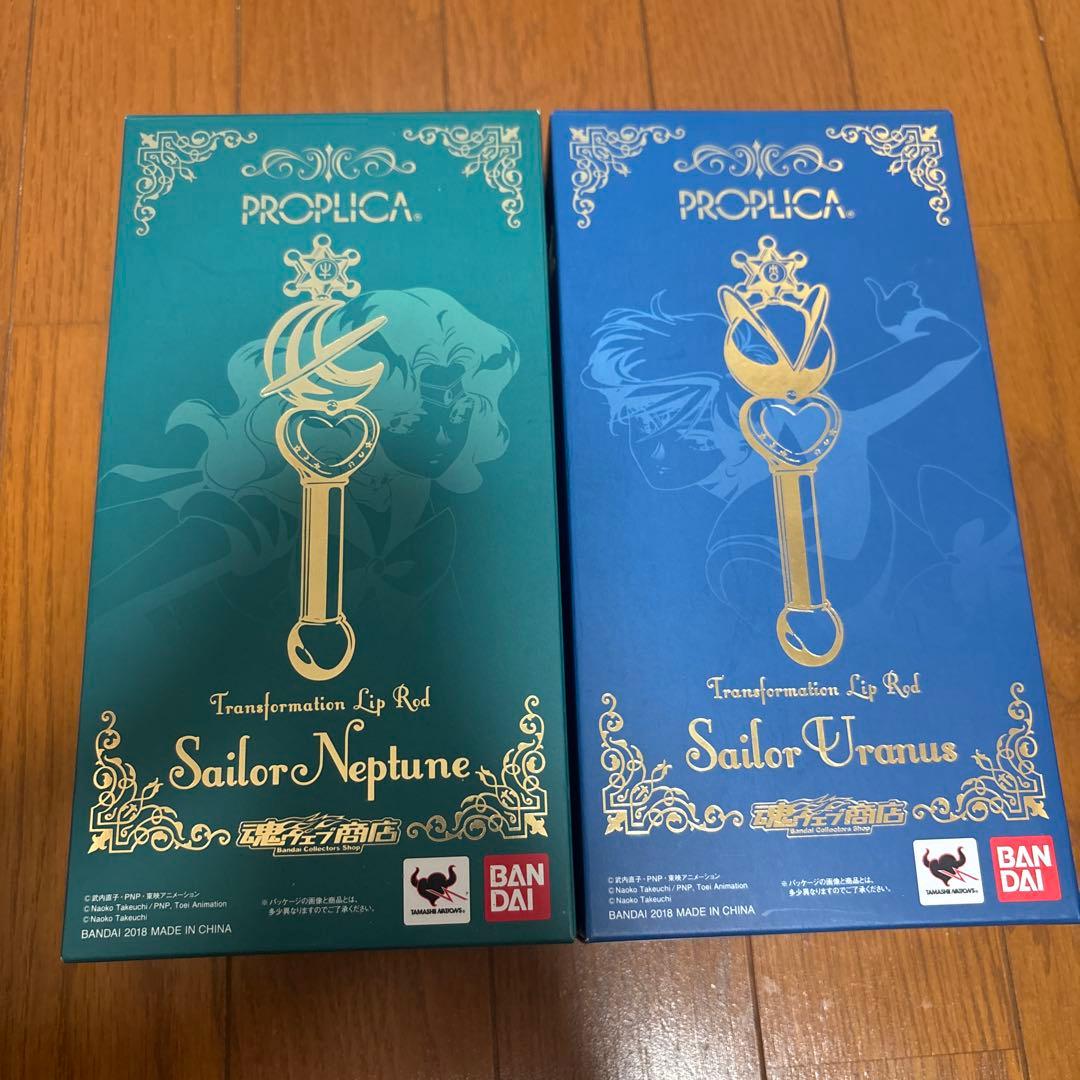 PROPLICA®
Transformation Lip Rod
Sailor Neptune
魂ウェブ商店
Bandai Collectors Shop
©武内直子・PNP・東映アニメーション
©Naoko Takeuchi / PNP, Toei Animation
©Naoko Takeuchi
BANDAI 2018 MADE IN CHINA
※パッケージの画像と商品とは、
多少異なりますのでご了承ください。
TAMASHII NATIONS®
BAN
DAI
PROPLICA®
Transformation Lip Rod
Sailor Uranus
魂ウェブ商店
Bandai Collectors Shop
©武内直子・PNP・東映アニメーション
©Naoko Takeuchi / PNP, Toei Animation
©Naoko Takeuchi
BANDAI 2018 MADE IN CHINA
※パッケージの画像と商品とは、
多少異なりますのでご了承ください。
TAMASHII NATIONS®
BAN
DAI